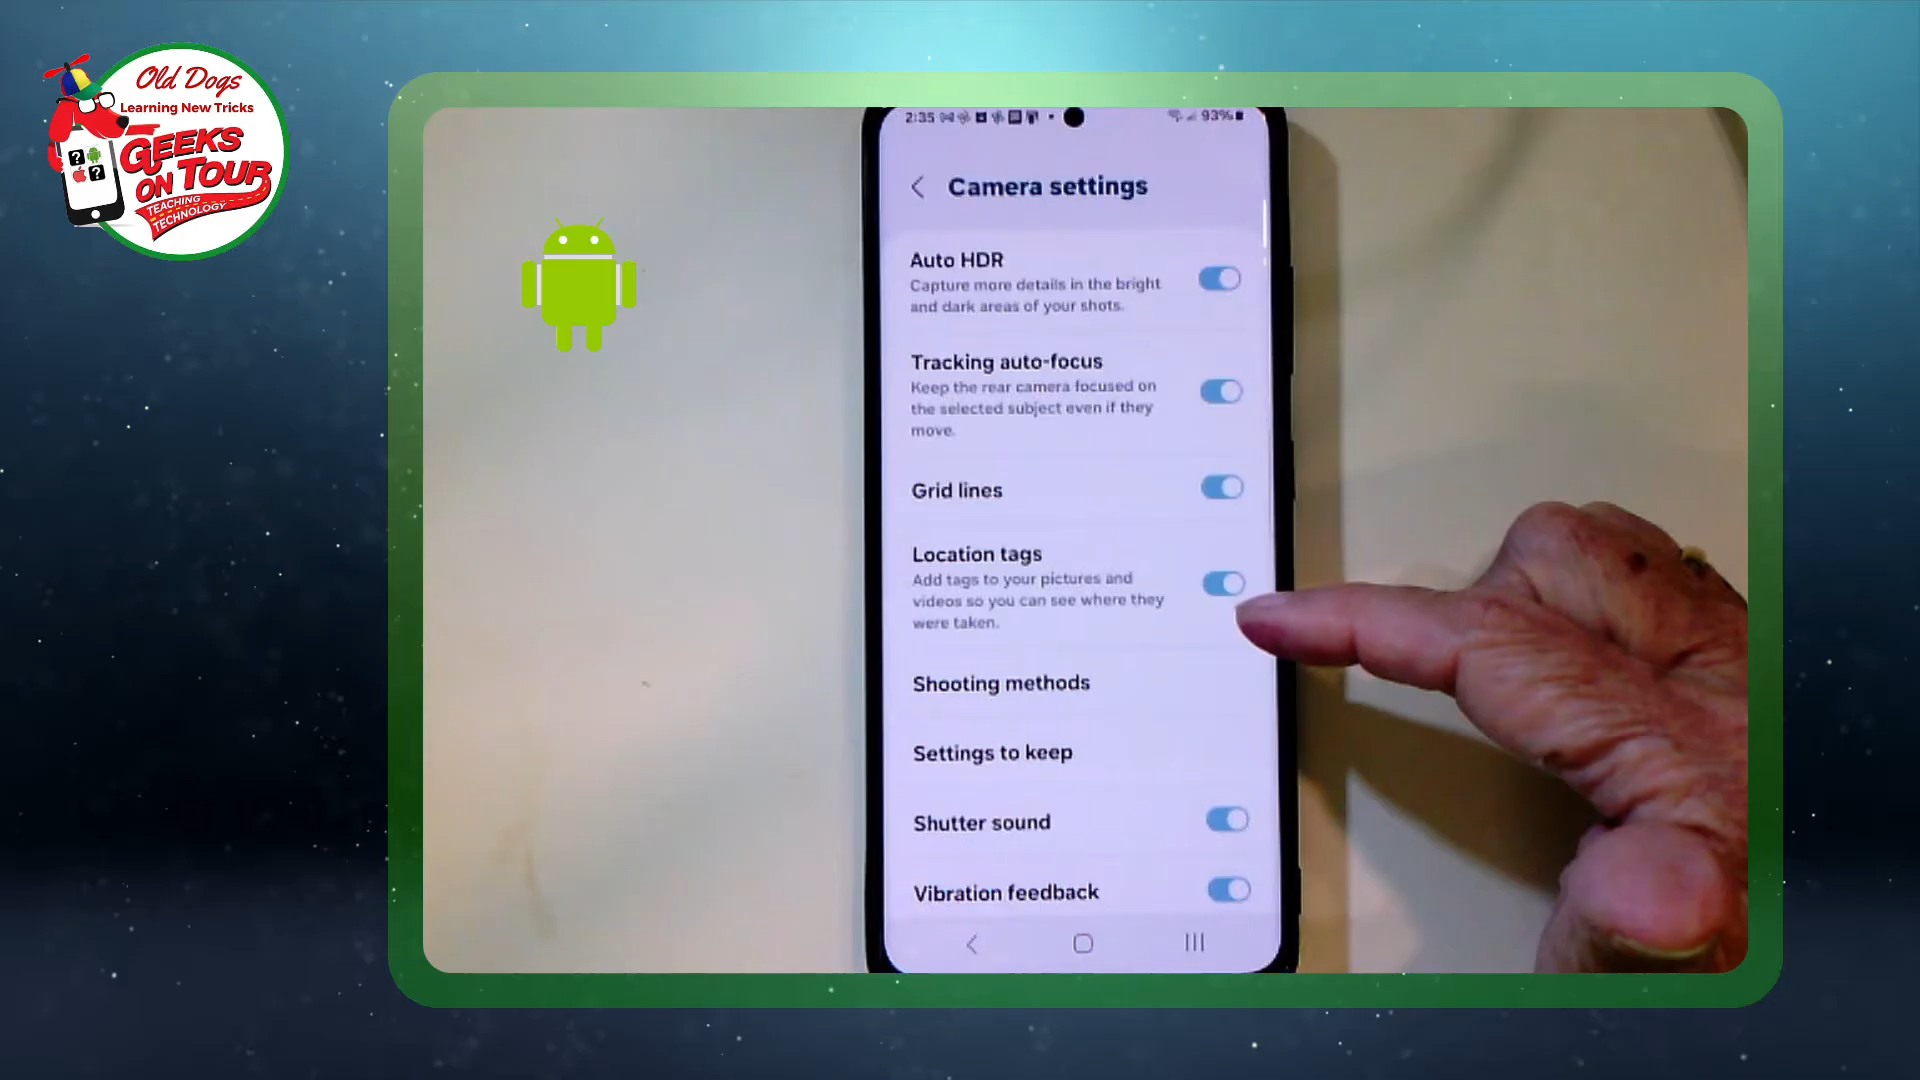 Old Dogs
Learning New Tricks
GEEKS
ON TOUR
TEACHING
TECHNOLOGY
? 
?
2:35
93%
Camera settings
Auto HDR
Capture more details in the bright
and dark areas of your shots.
Tracking auto-focus
Keep the rear camera focused on
the selected subject even if they
move.
Grid lines
Location tags
Add tags to your pictures and
videos so you can see where they
were taken.
Shooting methods
Settings to keep
Shutter sound
Vibration feedback